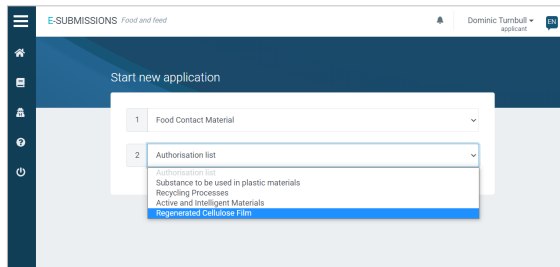 E-SUBMISSIONS Food and feed
Dominic Turnbull
applicant
EN
Start new application
1 Food Contact Material
2 Authorisation list
Authorisation list
Substance to be used in plastic materials
Recycling Processes
Active and Intelligent Materials
Regenerated Cellulose Film